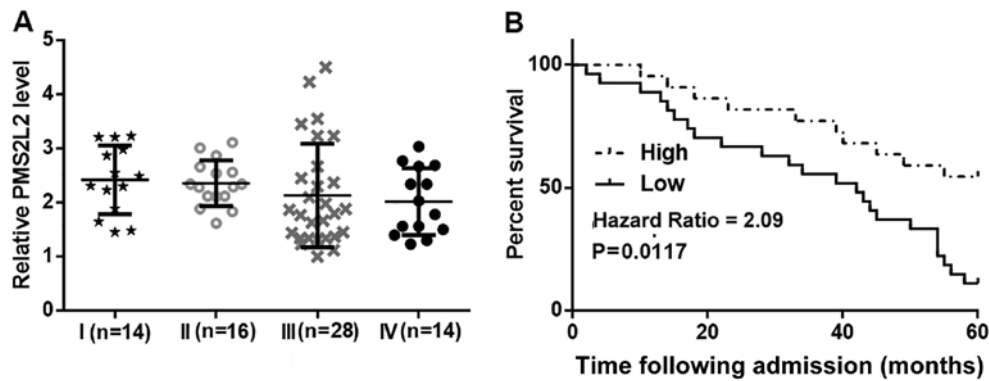 A
Relative PMS2L2 level
5
4
3
2
1
0
I (n=14) II (n=16) III (n=28) IV (n=14)
B
Percent survival
100
50
0
High
Low
Hazard Ratio = 2.09
P=0.0117
0 20 40 60
Time following admission (months)